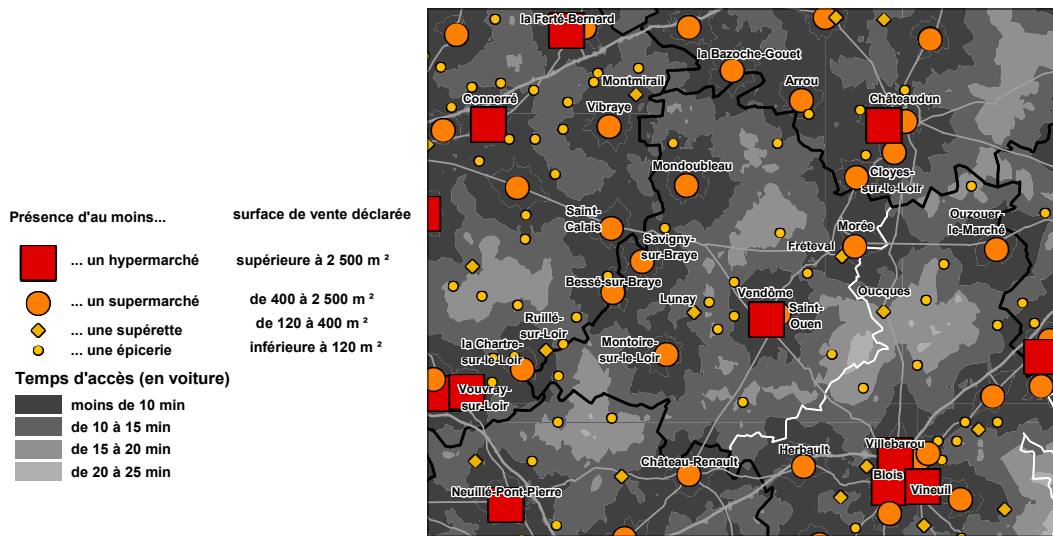 Présence d'au moins...
surface de vente déclarée
... un hypermarché
supérieure à 2 500 m ²
... un supermarché
de 400 à 2 500 m ²
... une supérette
de 120 à 400 m ²
... une épicerie
inférieure à 120 m ²
Temps d'accès (en voiture)
moins de 10 min
de 10 à 15 min
de 15 à 20 min
de 20 à 25 min
la Ferté-Bernard
la Bazoche-Gouet
Montmirail
Arrou
Connerré
Vibraye
Châteaudun
Mondoubleau
Cloyes-
sur-le-Loir
Saint-
Calais
Savigny-
sur-Braye
Morée
Fréteval
Ouzouer-
le-Marché
Bessé-sur-Braye
Lunay
Vendôme
Saint-
Ouen
Oucques
Ruillé-
sur-Loir
la Chartre-
sur-le-Loir
Montoire-
sur-le-Loir
Vouvray-
sur-Loir
Villebarou
Herbault
Château-Renault
Blois
Vineuil
Neuillé-Pont-Pierre